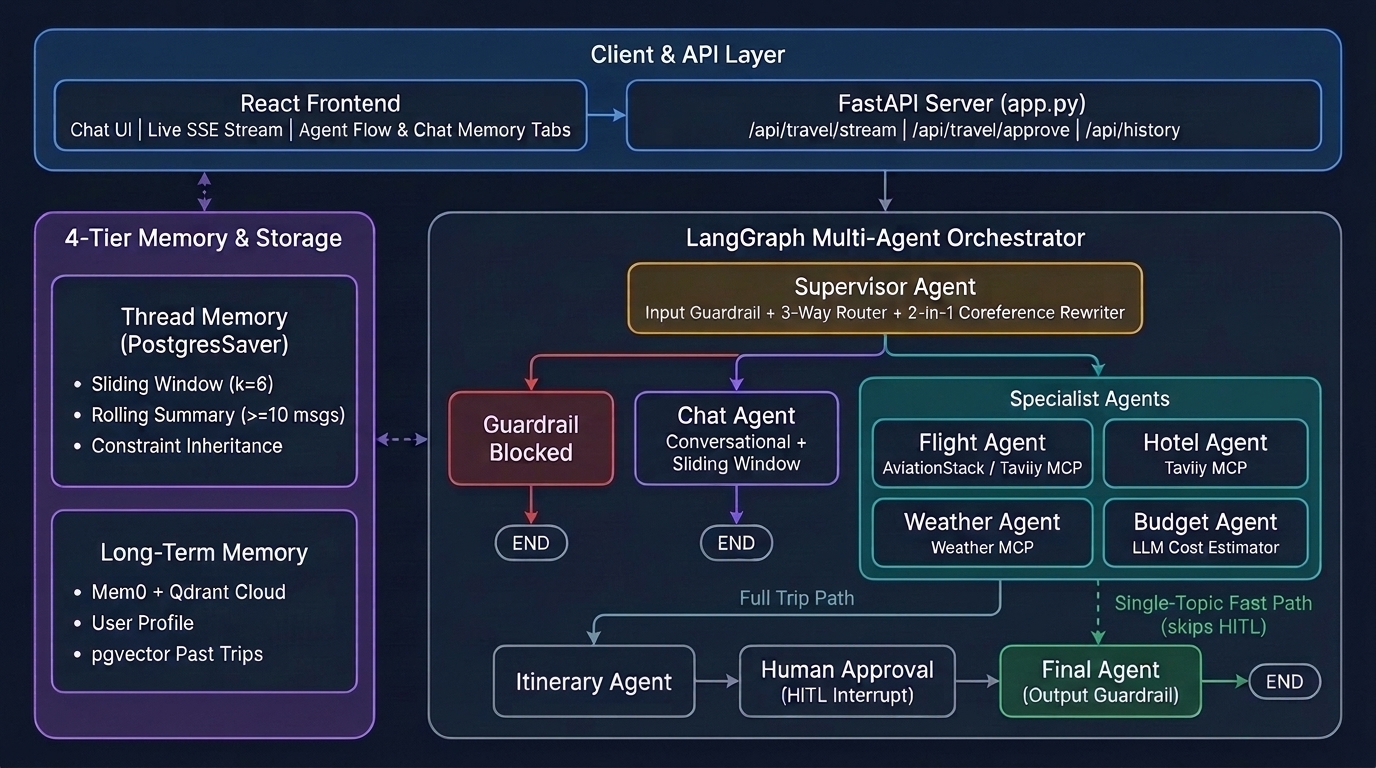 Client & API Layer
React Frontend
Chat UI | Live SSE Stream | Agent Flow & Chat Memory Tabs
FastAPI Server (app.py)
/api/travel/stream | /api/travel/approve | /api/history
4-Tier Memory & Storage
Thread Memory
(PostgresSaver)
• Sliding Window (k=6)
• Rolling Summary (>=10 msgs)
• Constraint Inheritance
Long-Term Memory
• Mem0 + Qdrant Cloud
• User Profile
• pgvector Past Trips
LangGraph Multi-Agent Orchestrator
Supervisor Agent
Input Guardrail + 3-Way Router + 2-in-1 Coreference Rewriter
Guardrail
Blocked
END
Chat Agent
Conversational +
Sliding Window
END
Specialist Agents
Flight Agent
AviationStack / Taviiy MCP
Hotel Agent
Taviiy MCP
Weather Agent
Weather MCP
Budget Agent
LLM Cost Estimator
Full Trip Path
Single-Topic Fast Path
(skips HITL)
Itinerary Agent
Human Approval
(HITL Interrupt)
Final Agent
(Output Guardrail)
END